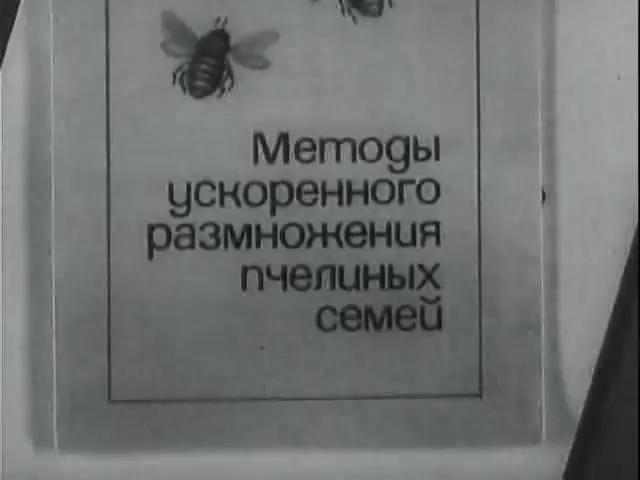 Методы
ускоренного
размножения
пчелиных
семей